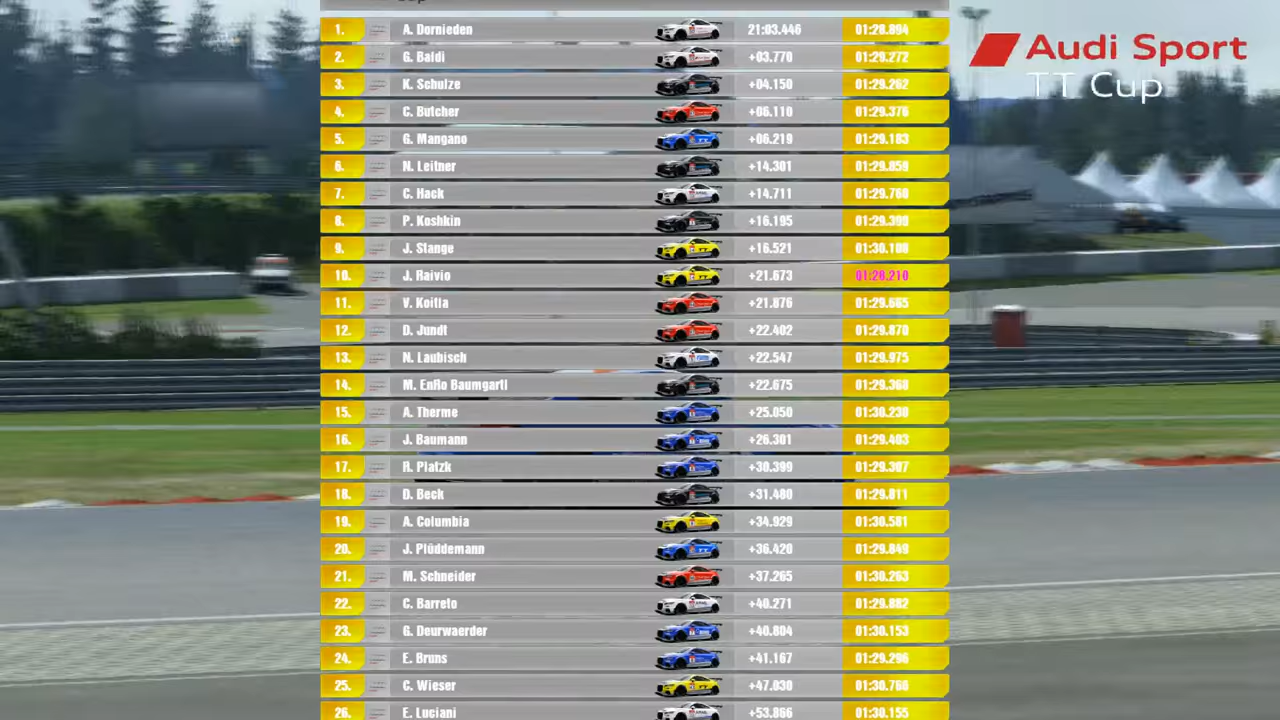 1. A. Dornieden 21:03.446 01:28.894
2. G. Baldi +03.770 01:29.272
3. K. Schulze +04.150 01:29.262
4. C. Butcher +06.110 01:29.376
5. G. Mangano +06.219 01:29.183
6. N. Leitner +14.301 01:29.859
7. C. Hack +14.711 01:29.760
8. P. Koshkin +16.195 01:29.399
9. J. Stange +16.521 01:30.108
10. J. Raivio +21.673 01:28.210
11. V. Koitla +21.876 01:29.665
12. D. Jundt +22.402 01:29.870
13. N. Laubisch +22.547 01:29.975
14. M. EnRo Baumgartl +22.675 01:29.368
15. A. Therme +25.050 01:30.230
16. J. Baumann +26.301 01:29.403
17. R. Platzk +30.399 01:29.307
18. D. Beck +31.480 01:29.811
19. A. Columbia +34.929 01:30.581
20. J. Plüddemann +36.420 01:29.849
21. M. Schneider +37.265 01:30.263
22. C. Barreto +40.271 01:29.882
23. G. Deurwaerder +40.804 01:30.153
24. E. Bruns +41.167 01:29.296
25. C. Wieser +47.030 01:30.766
26. E. Luciani +53.866 01:30.155
Audi Sport
TT Cup